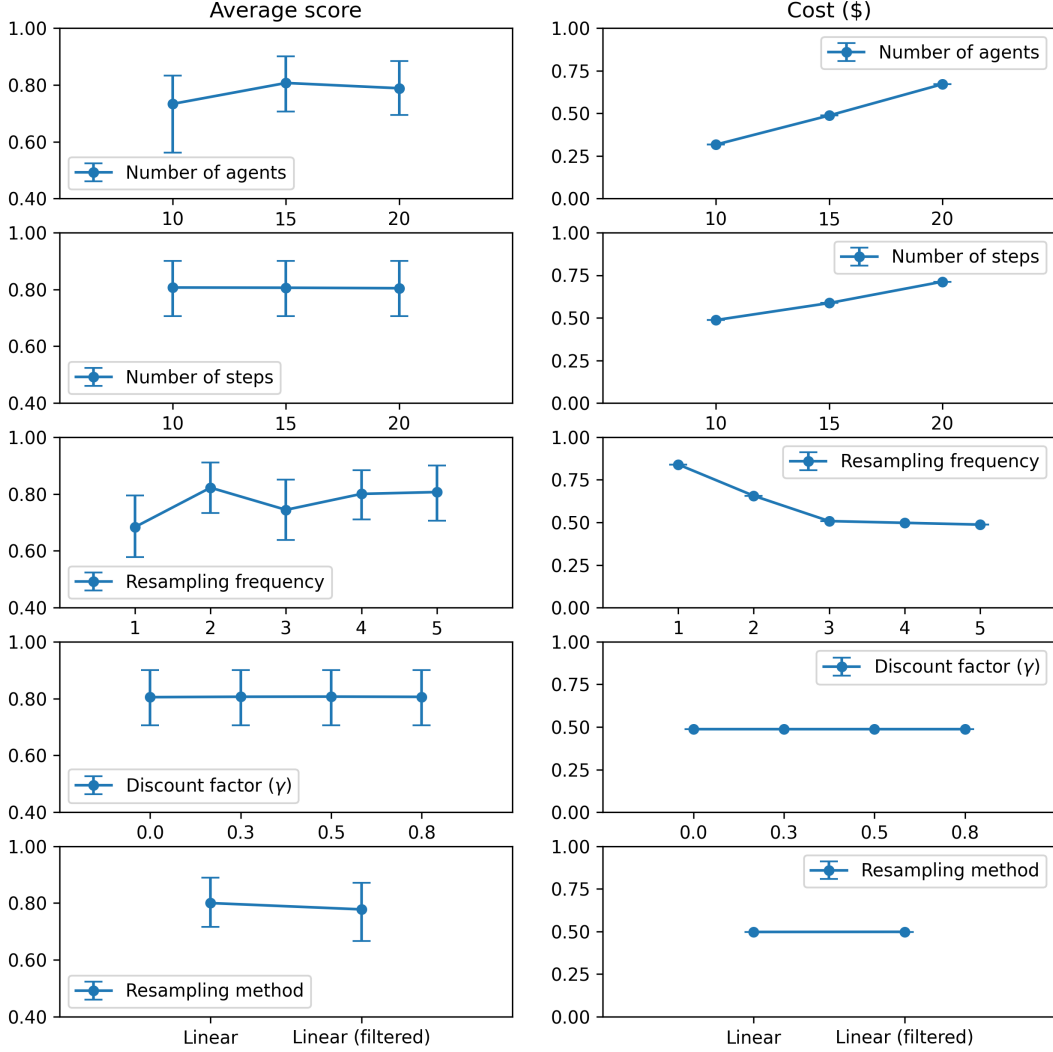 Average score
Cost ($)
1.00
0.80
0.60
0.40
Number of agents
10 15 20
1.00
0.75
0.50
0.25
0.00
Number of agents
10 15 20
1.00
0.80
0.60
0.40
Number of steps
10 15 20
1.00
0.75
0.50
0.25
0.00
Number of steps
10 15 20
1.00
0.80
0.60
0.40
Resampling frequency
1 2 3 4 5
1.00
0.75
0.50
0.25
0.00
Resampling frequency
1 2 3 4 5
1.00
0.80
0.60
0.40
Discount factor (γ)
0.0 0.3 0.5 0.8
1.00
0.75
0.50
0.25
0.00
Discount factor (γ)
0.0 0.3 0.5 0.8
1.00
0.80
0.60
0.40
Resampling method
Linear Linear (filtered)
1.00
0.75
0.50
0.25
0.00
Resampling method
Linear Linear (filtered)